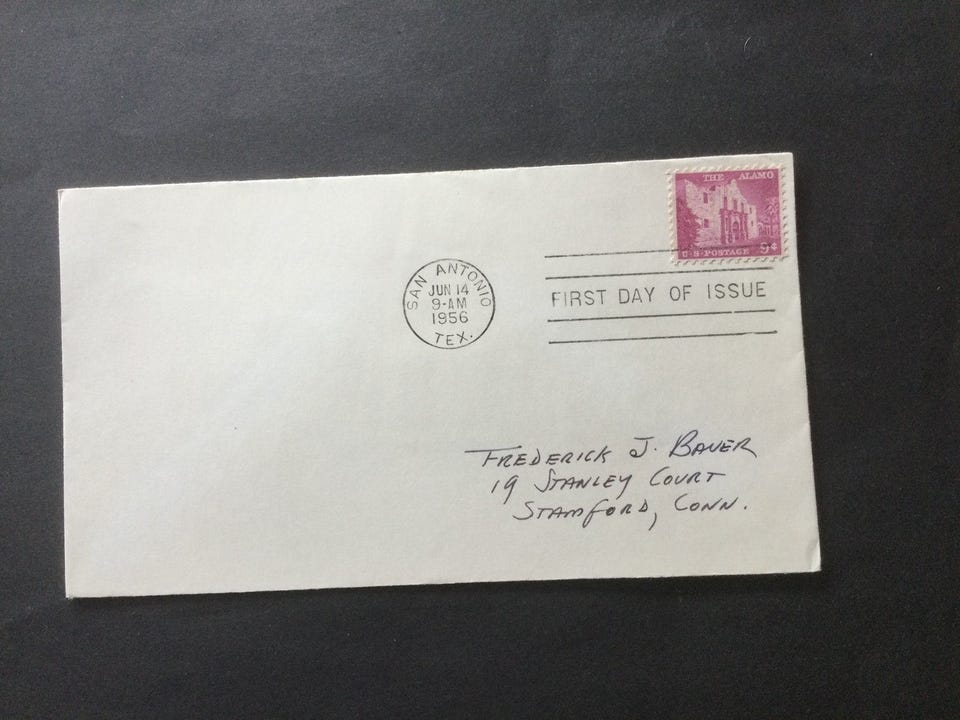 THE ALAMO
U·S·POSTAGE 9¢
SAN ANTONIO
JUN 14
9-AM
1956
TEX.
FIRST DAY OF ISSUE
FREDERICK J. BAUER
19 STANLEY COURT
STAMFORD, CONN.